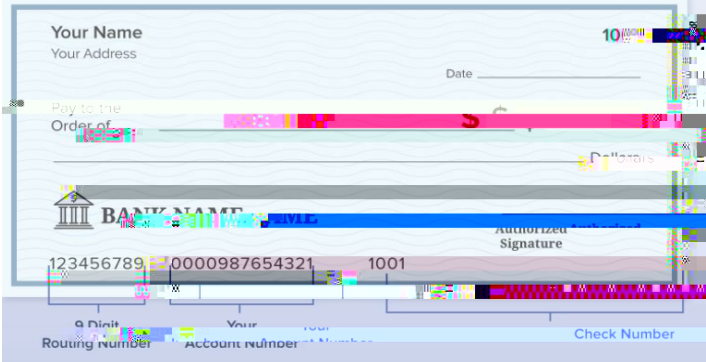 Your Name
10
Your Address
Date
Pay to the
Order of
$
Dollars
BANK NAME
Authorized
Signature
123456789 0000987654321 1001
9 Digit Your
Routing Number Account Number
Check Number